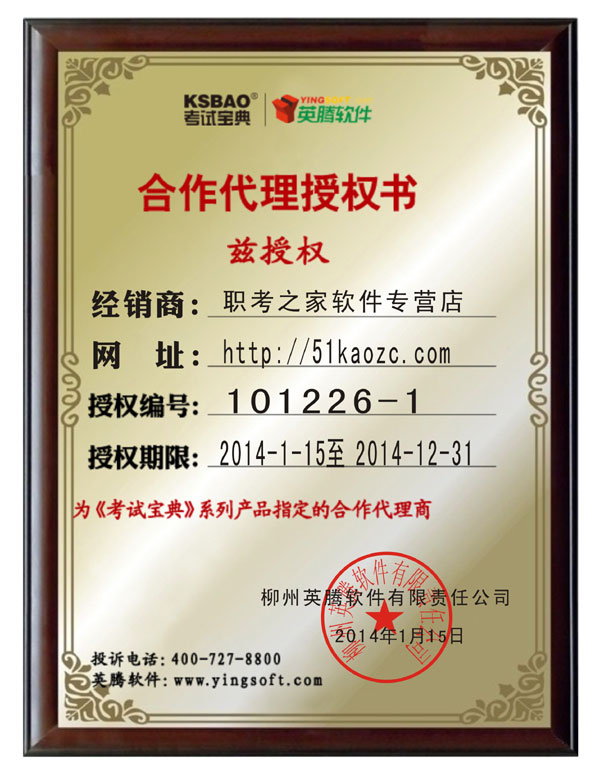 KSBAO®
考试宝典
YINGSOFT
英腾软件
合作代理授权书
兹授权
经销商：职考之家软件专营店
网 址：http://51kaozc.com
授权编号：101226-1
授权期限：2014-1-15至 2014-12-31
为《考试宝典》系列产品指定的合作代理商
柳州英腾软件有限责任公司
柳州英腾软件有限责任公司
2014年1月15日
投诉电话：400-727-8800
英腾软件：www.yingsoft.com